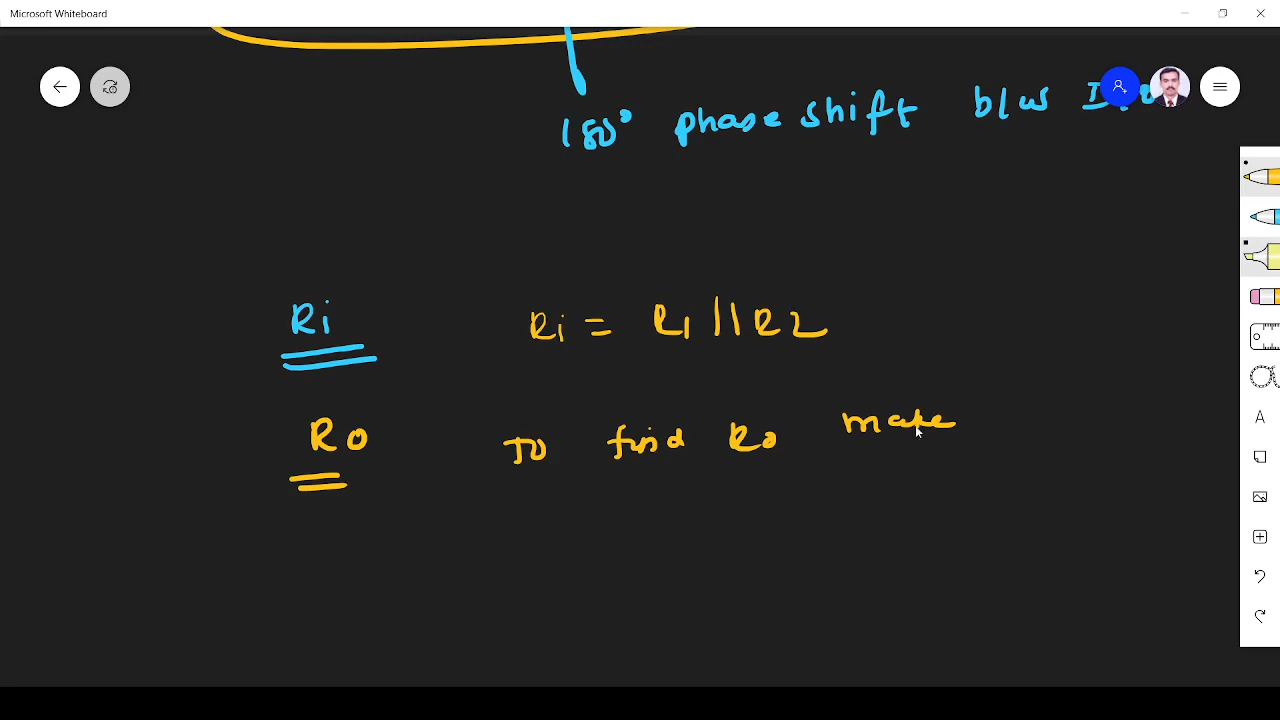 Microsoft Whiteboard
180° phase shift b/w
Ri Ri = R1 || R2
Ro To find Ro make